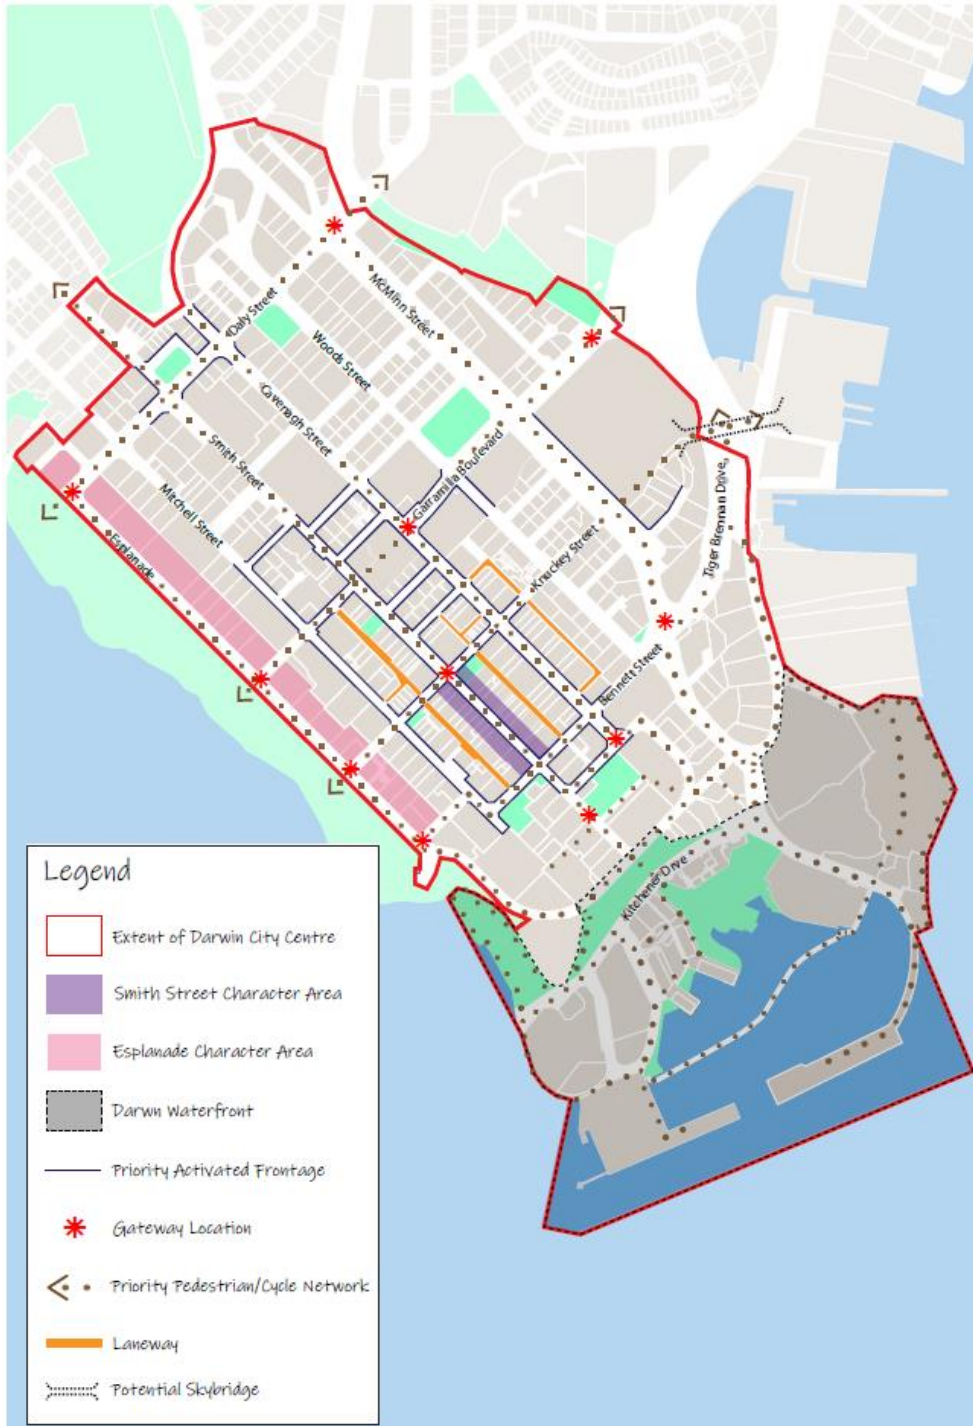 Daly Street
McMinn Street
Woods Street
Cavenagh Street
Smith Street
Garramilla Boulevard
Mitchell Street
Tiger Brennan Drive
Esplanade
Knuckey Street
Bennett Street
Kitchener Drive
Legend
Extent of Darwin City Centre
Smith Street Character Area
Esplanade Character Area
Darwn Waterfront
Priority Activated Frontage
Gateway Location
Priority Pedestrian/Cycle Network
Laneway
Potential Skybridge